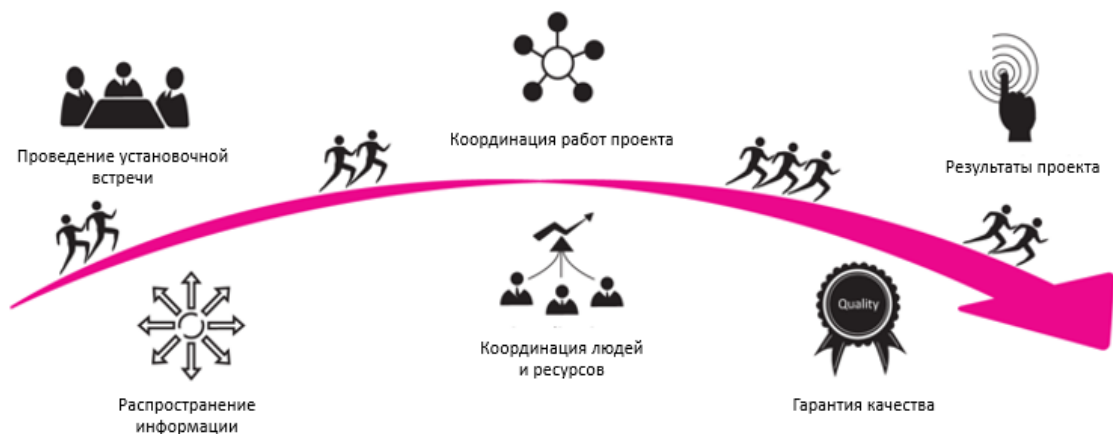 Проведение установочной
встречи
Координация работ проекта
Результаты проекта
Распространение
информации
Координация людей
и ресурсов
Quality
Гарантия качества